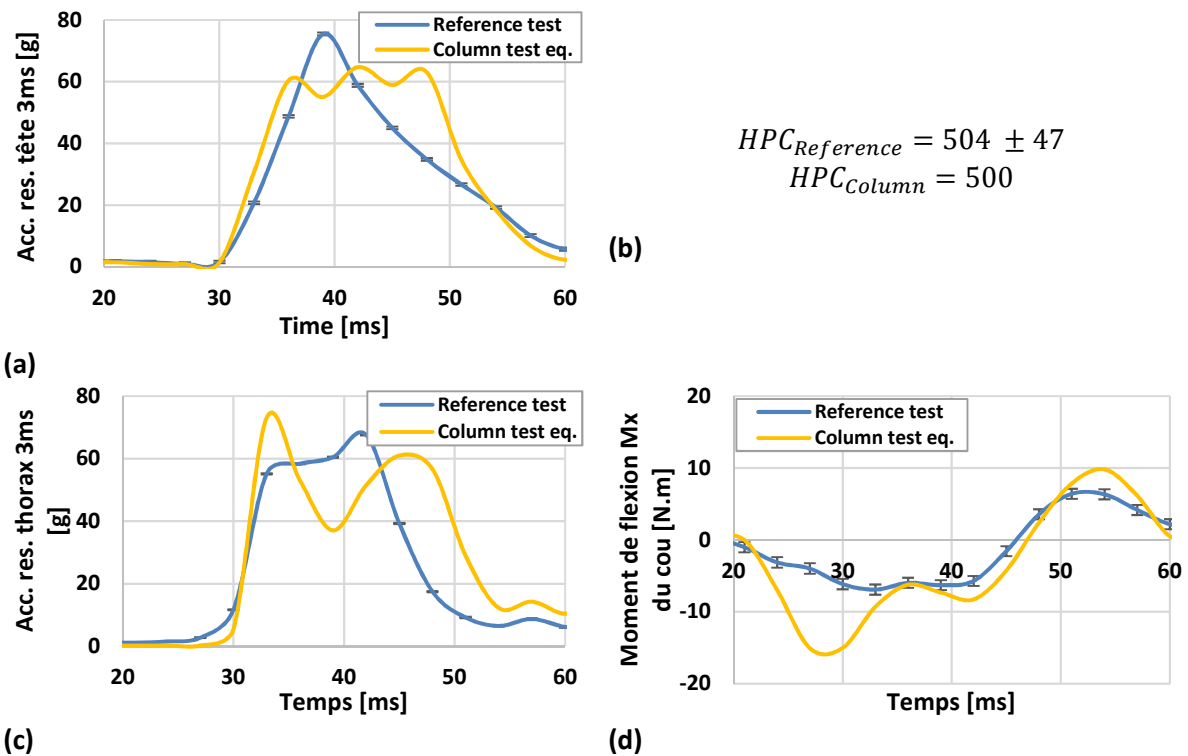 80
60
40
20
0
Acc. res. tête 3ms [g]
Reference test
Column test eq.
20 30 40 50 60
Time [ms]
(a)
HPC_Reference = 504 ± 47
HPC_Column = 500
(b)
80
60
40
20
0
Acc. res. thorax 3ms
[g]
Reference test
Column test eq.
20 30 40 50 60
Temps [ms]
(c)
20
10
0
-10
-20
Moment de flexion Mx
du cou [N.m]
Reference test
Column test eq.
20 30 40 50 60
Temps [ms]
(d)